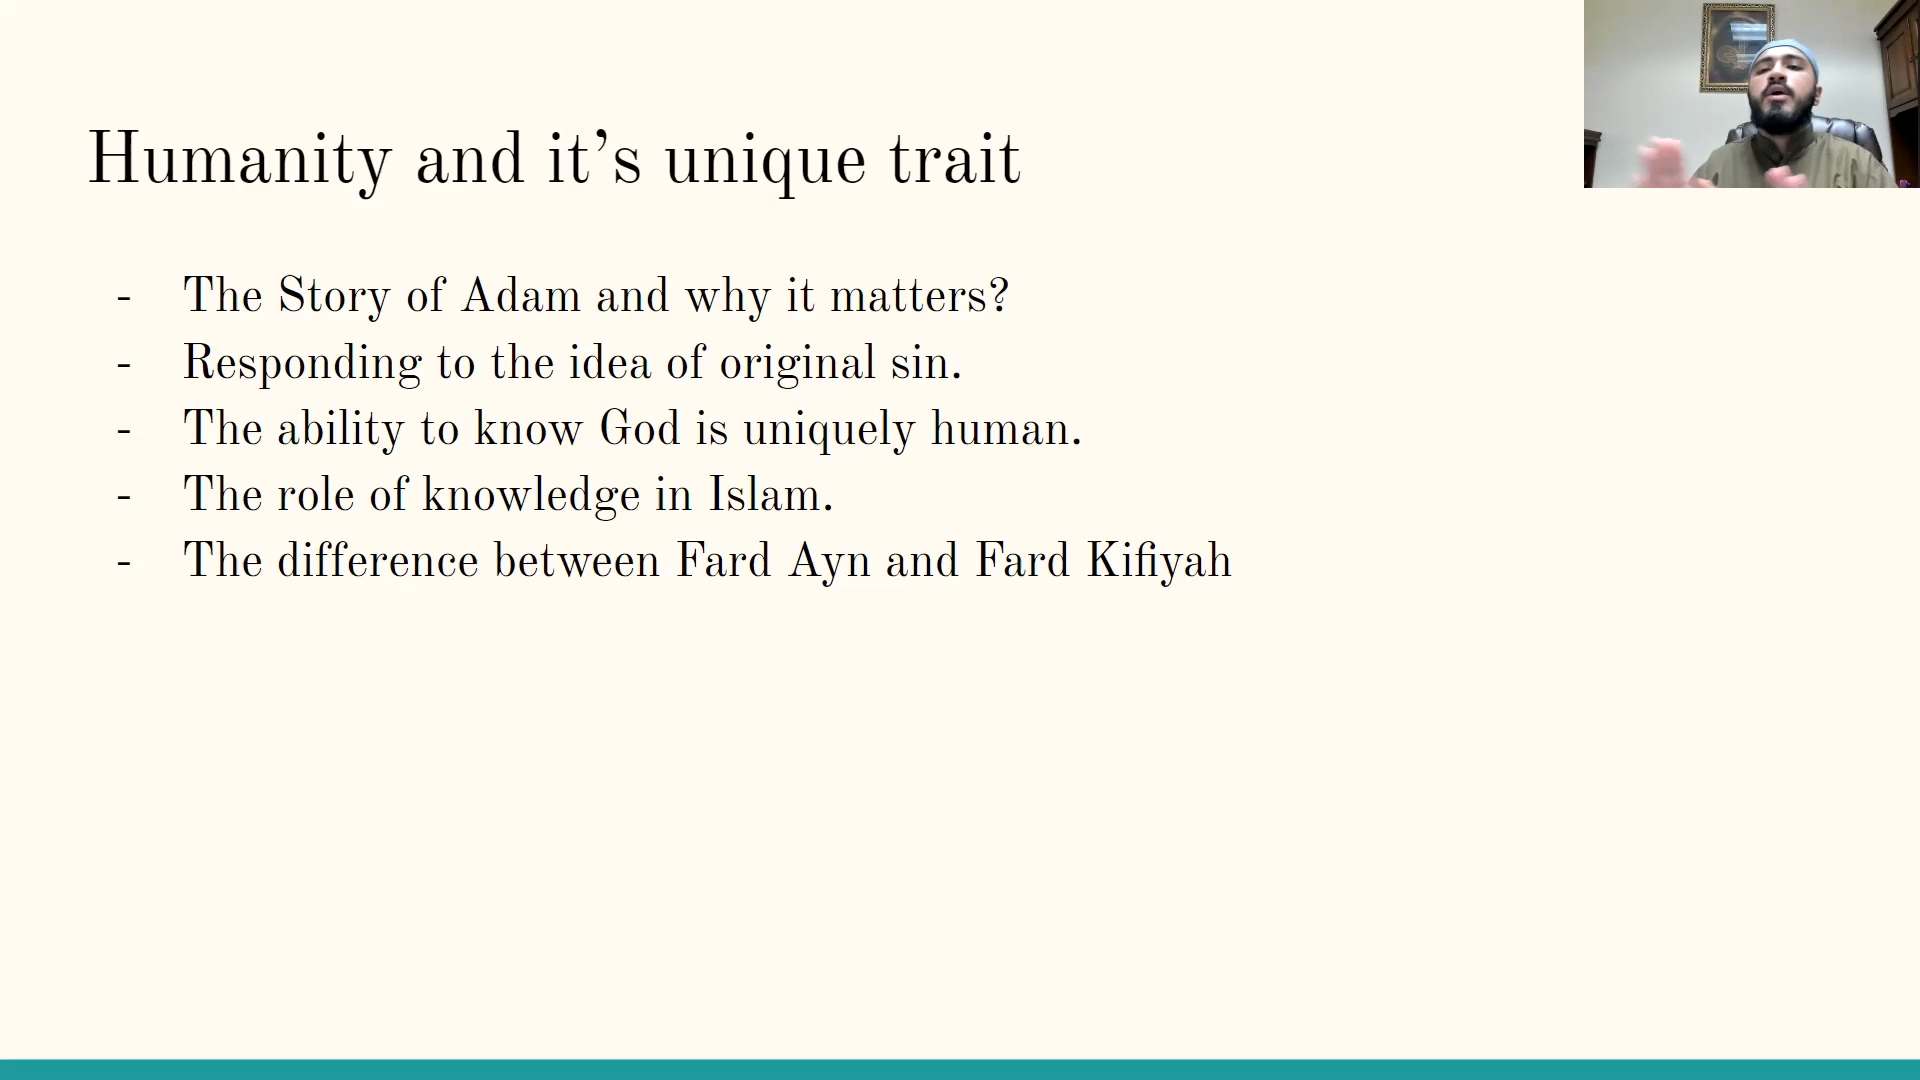 Humanity and it’s unique trait
- The Story of Adam and why it matters?
- Responding to the idea of original sin.
- The ability to know God is uniquely human.
- The role of knowledge in Islam.
- The difference between Fard Ayn and Fard Kifiyah